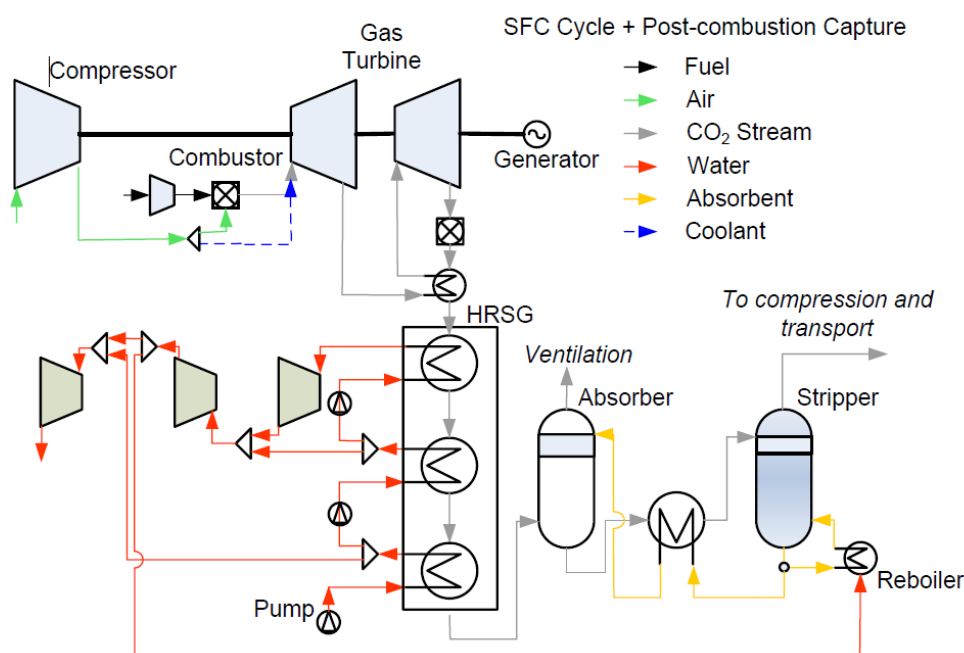 SFC Cycle + Post-combustion Capture
Gas
Turbine
Compressor
Fuel
Air
CO₂ Stream
Water
Absorbent
Coolant
Combustor
Generator
HRSG
To compression and
transport
Ventilation
Absorber
Stripper
Pump
Reboiler